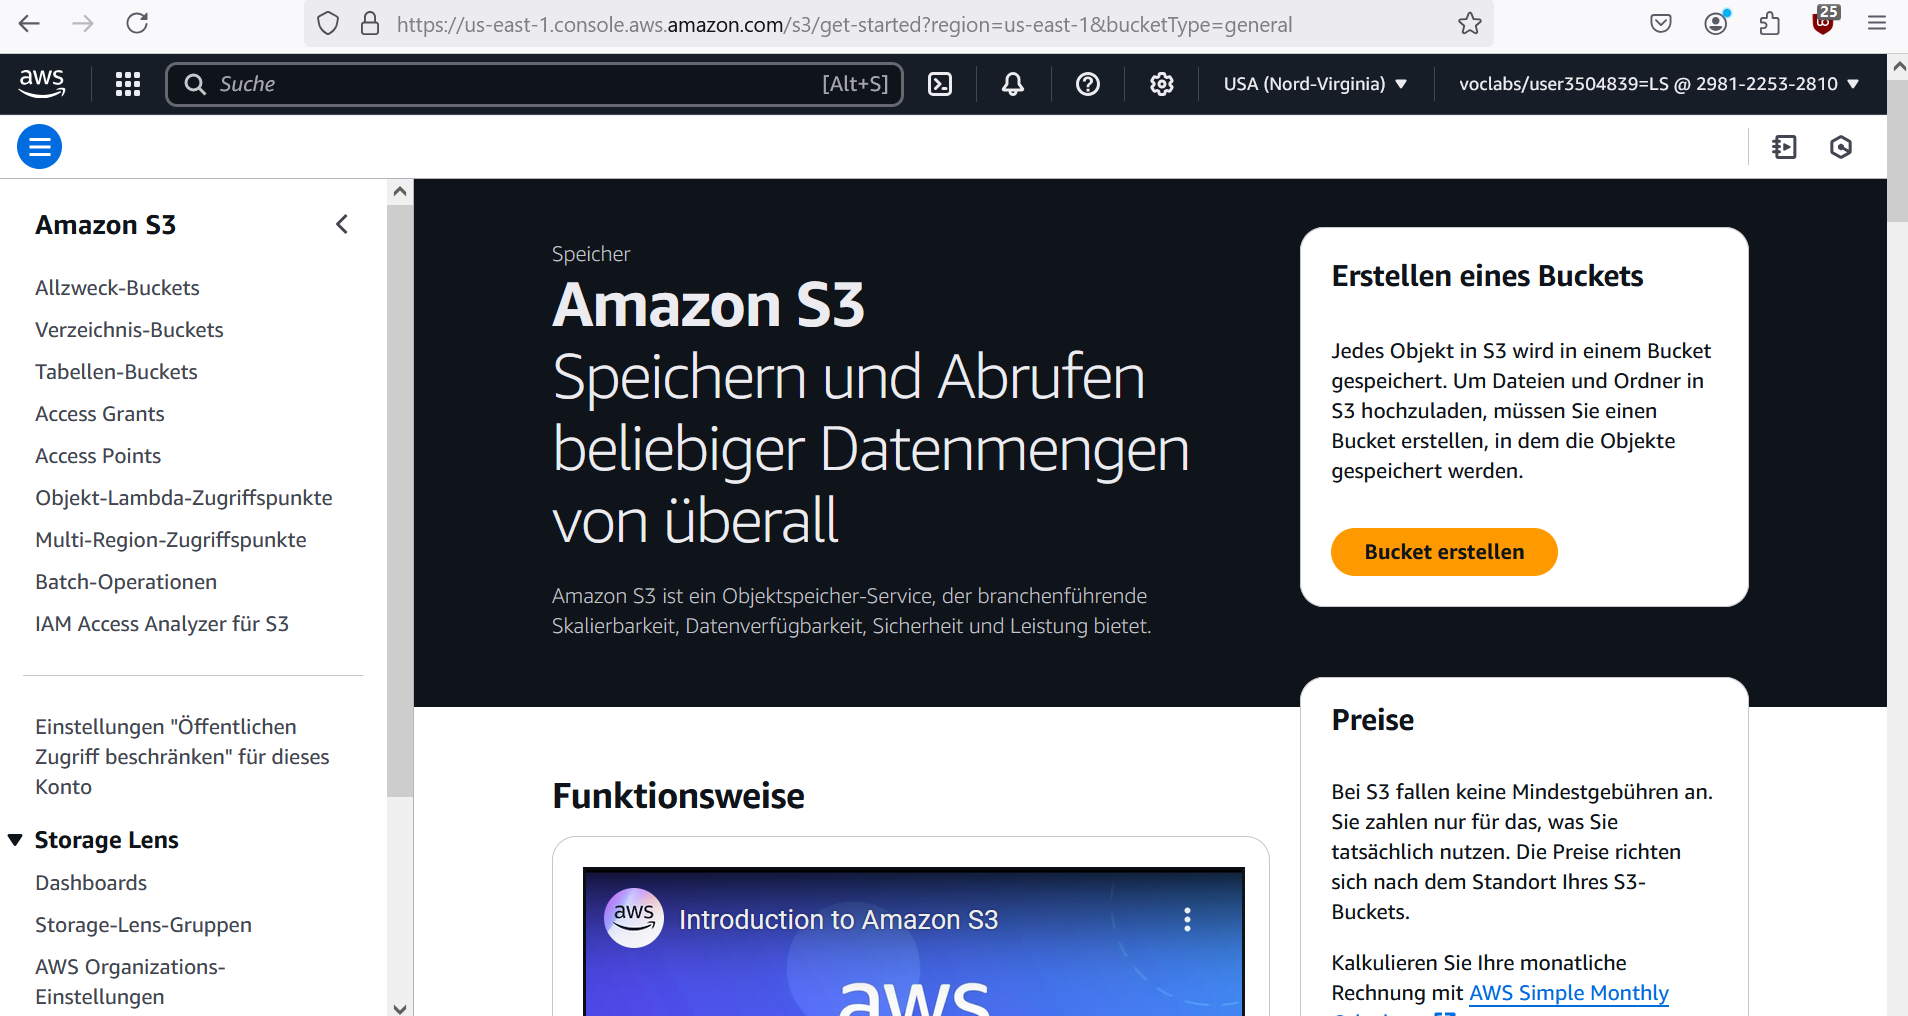 https://us-east-1.console.aws.amazon.com/s3/get-started?region=us-east-1&bucketType=general
25
aws
Suche
[Alt+S]
USA (Nord-Virginia)
voclabs/user3504839=LS @ 2981-2253-2810
Amazon S3
Allzweck-Buckets
Verzeichnis-Buckets
Tabellen-Buckets
Access Grants
Access Points
Objekt-Lambda-Zugriffspunkte
Multi-Region-Zugriffspunkte
Batch-Operationen
IAM Access Analyzer für S3
Einstellungen "Öffentlichen
Zugriff beschränken" für dieses
Konto
Storage Lens
Dashboards
Storage-Lens-Gruppen
AWS Organizations-
Einstellungen
Speicher
Amazon S3
Speichern und Abrufen
beliebiger Datenmengen
von überall
Amazon S3 ist ein Objektspeicher-Service, der branchenführende
Skalierbarkeit, Datenverfügbarkeit, Sicherheit und Leistung bietet.
Erstellen eines Buckets
Jedes Objekt in S3 wird in einem Bucket
gespeichert. Um Dateien und Ordner in
S3 hochzuladen, müssen Sie einen
Bucket erstellen, in dem die Objekte
gespeichert werden.
Bucket erstellen
Funktionsweise
aws
Introduction to Amazon S3
aws
Preise
Bei S3 fallen keine Mindestgebühren an.
Sie zahlen nur für das, was Sie
tatsächlich nutzen. Die Preise richten
sich nach dem Standort Ihres S3-
Buckets.
Kalkulieren Sie Ihre monatliche
Rechnung mit AWS Simple Monthly